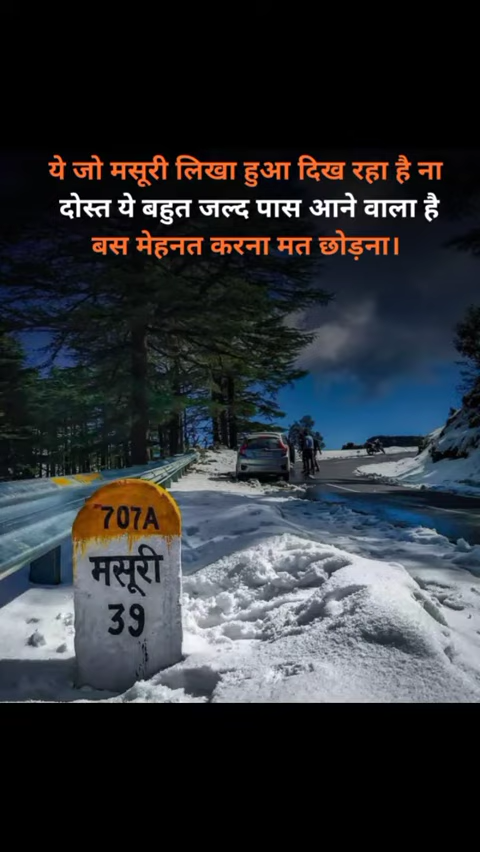 ये जो मसूरी लिखा हुआ दिख रहा है ना
दोस्त ये बहुत जल्द पास आने वाला है
बस मेहनत करना मत छोड़ना।
707A
मसूरी
39